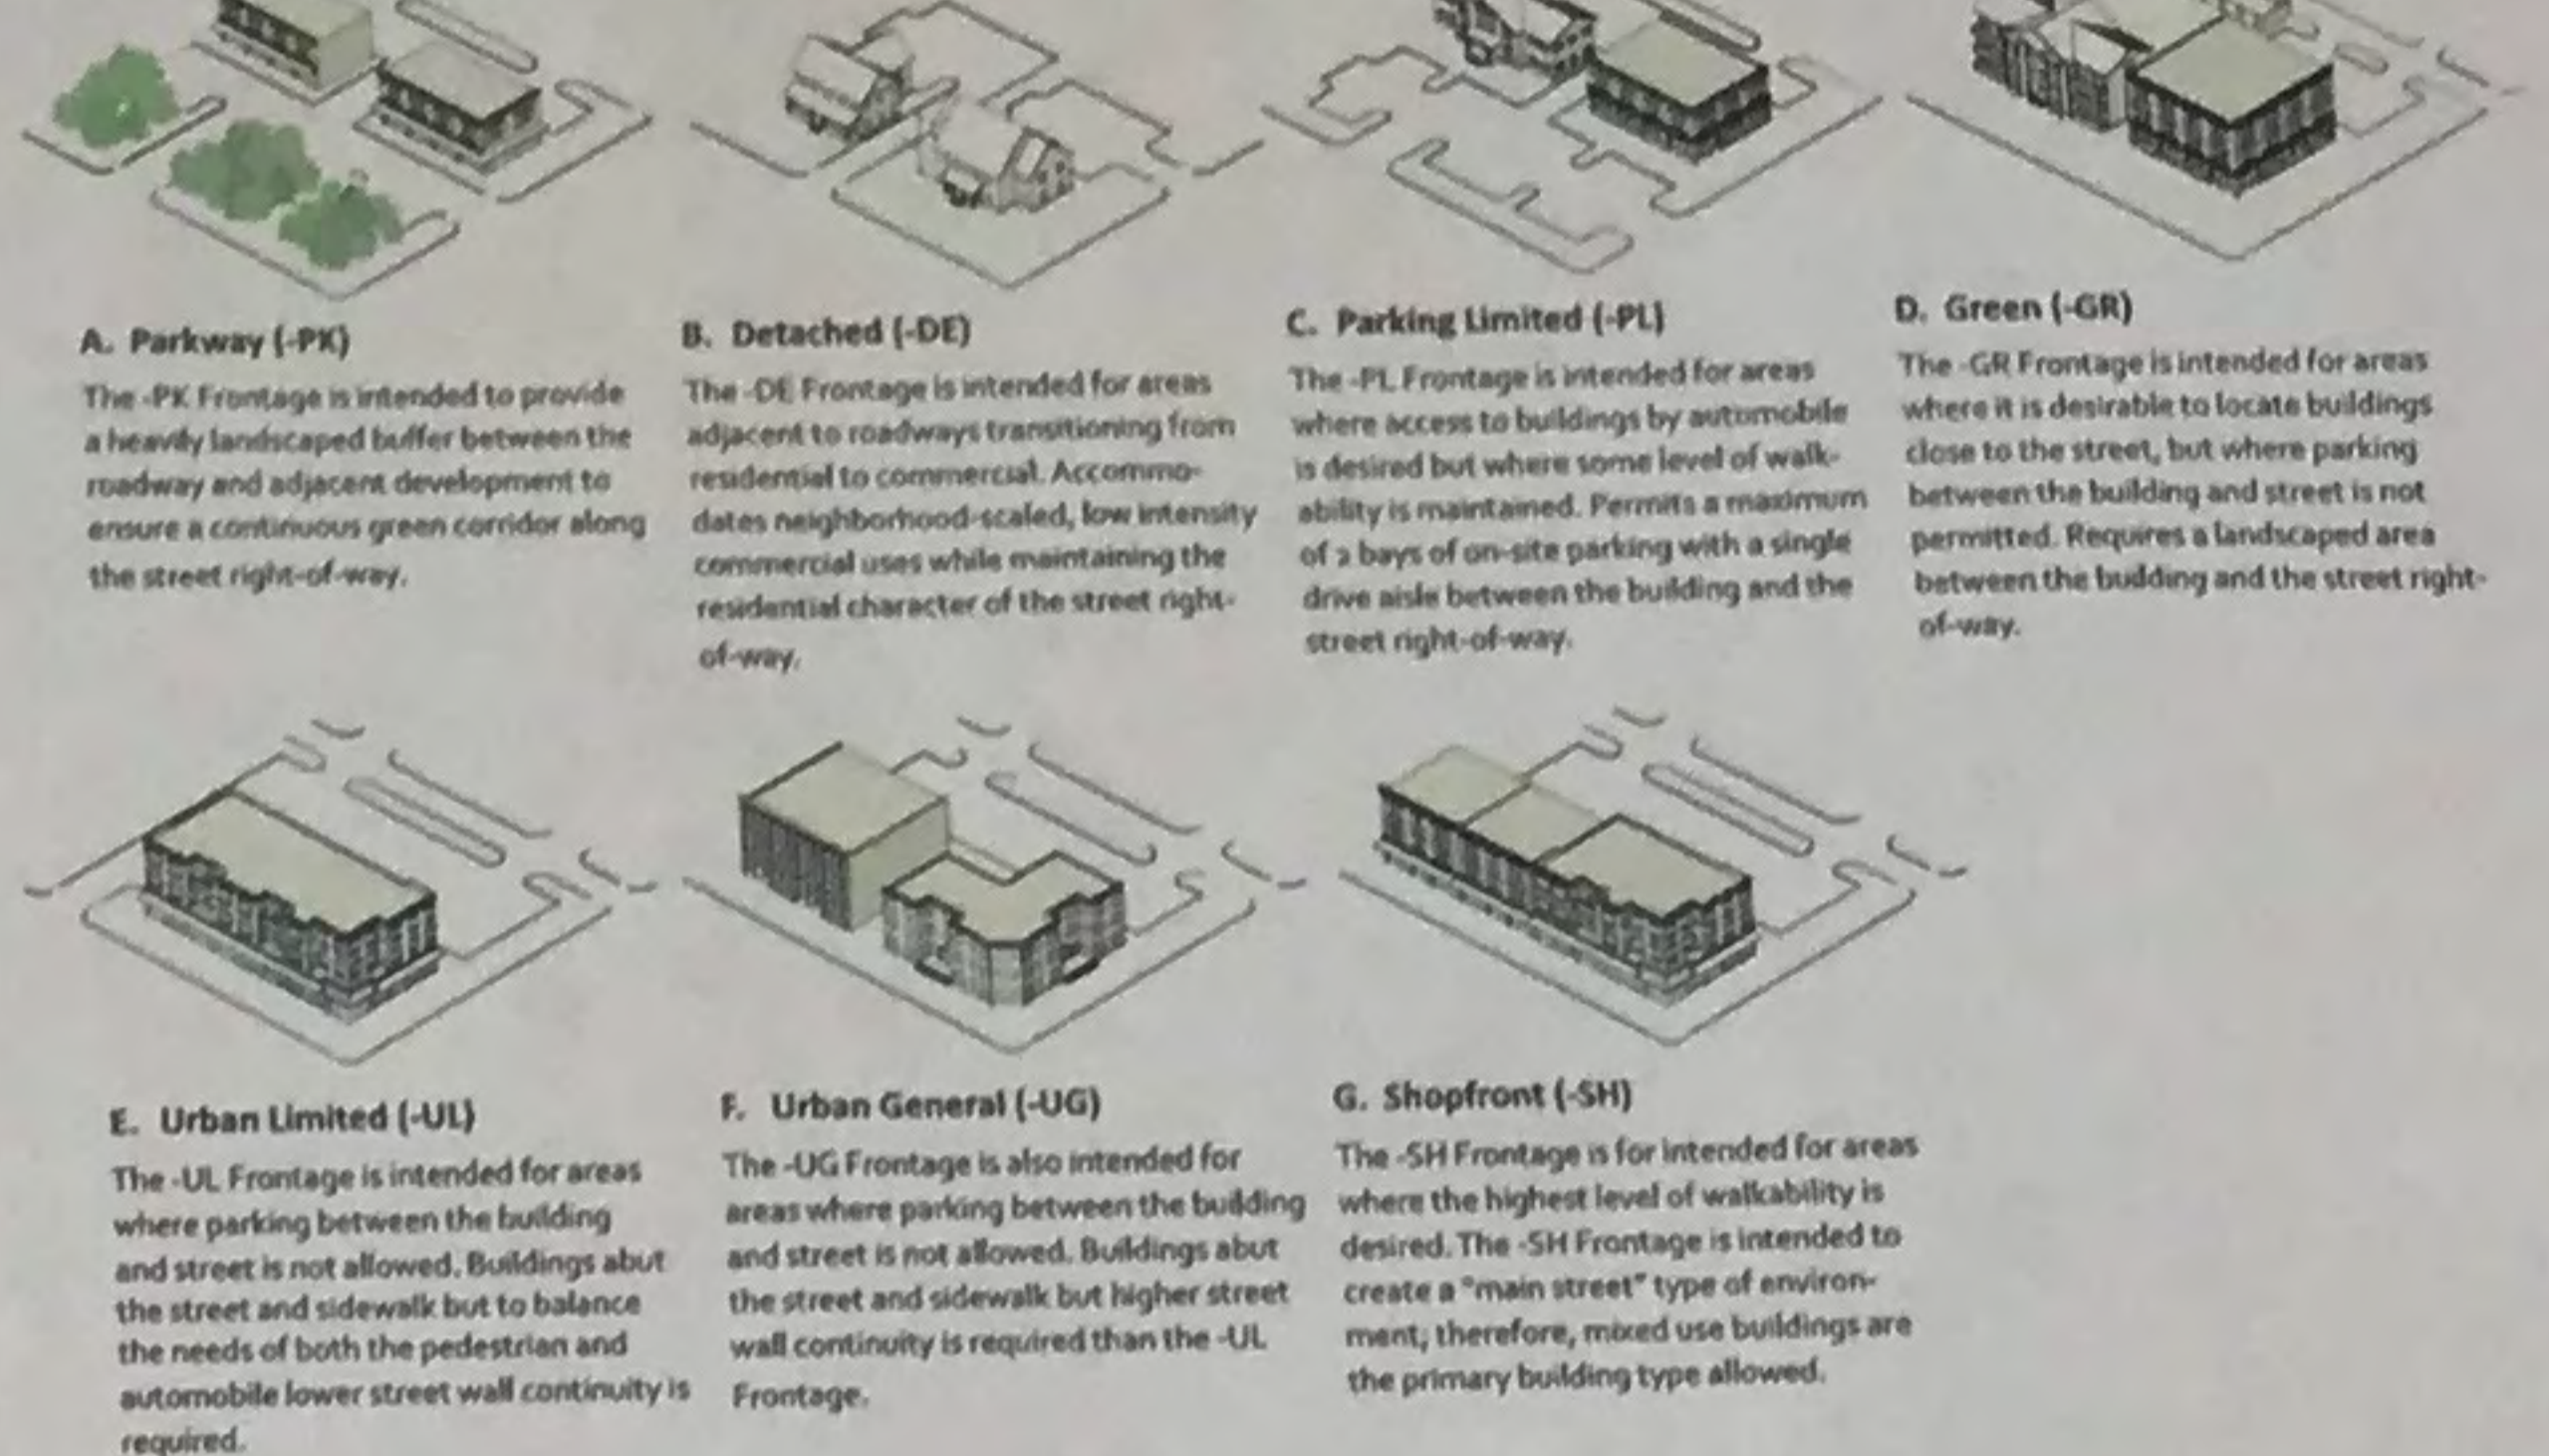 A. Parkway (-PK)
The -PK Frontage is intended to provide
a heavily landscaped buffer between the
roadway and adjacent development to
ensure a continuous green corridor along
the street right-of-way.
B. Detached (-DE)
The -DE Frontage is intended for areas
adjacent to roadways transitioning from
residential to commercial. Accommo-
dates neighborhood-scaled, low intensity
commercial uses while maintaining the
residential character of the street right-
of-way.
C. Parking Limited (-PL)
The -PL Frontage is intended for areas
where access to buildings by automobile
is desired but where some level of walk-
ability is maintained. Permits a maximum
of 2 bays of on-site parking with a single
drive aisle between the building and the
street right-of-way.
D. Green (-GR)
The -GR Frontage is intended for areas
where it is desirable to locate buildings
close to the street, but where parking
between the building and street is not
permitted. Requires a landscaped area
between the building and the street right-
of-way.
E. Urban Limited (-UL)
The -UL Frontage is intended for areas
where parking between the building
and street is not allowed. Buildings abut
the street and sidewalk but to balance
the needs of both the pedestrian and
automobile lower street wall continuity is
required.
F. Urban General (-UG)
The -UG Frontage is also intended for
areas where parking between the building
and street is not allowed. Buildings abut
the street and sidewalk but higher street
wall continuity is required than the -UL
Frontage.
G. Shopfront (-SH)
The -SH Frontage is for intended for areas
where the highest level of walkability is
desired. The -SH Frontage is intended to
create a "main street" type of environ-
ment; therefore, mixed use buildings are
the primary building type allowed.